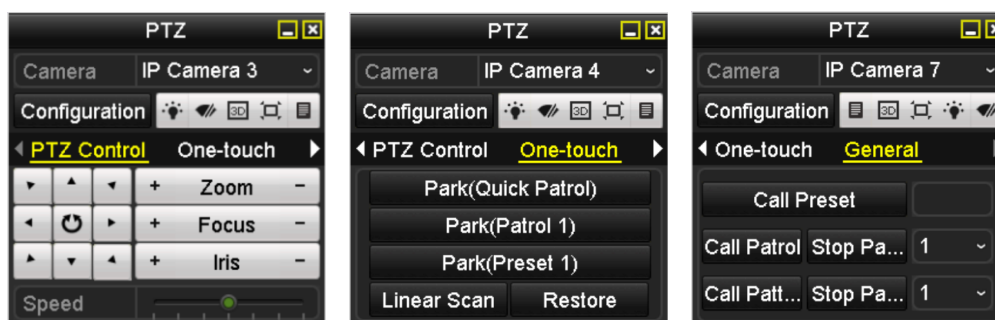 PTZ
Camera IP Camera 3
Configuration 3D
PTZ Control One-touch
+ Zoom -
+ Focus -
+ Iris -
Speed
PTZ
Camera IP Camera 4
Configuration 3D
PTZ Control One-touch
Park(Quick Patrol)
Park(Patrol 1)
Park(Preset 1)
Linear Scan Restore
PTZ
Camera IP Camera 7
Configuration 3D
One-touch General
Call Preset
Call Patrol Stop Pa... 1
Call Patt... Stop Pa... 1